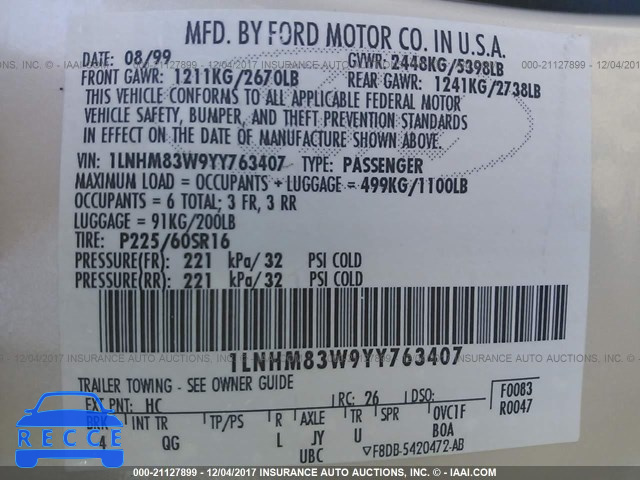 MFD. BY FORD MOTOR CO. IN U.S.A.
DATE: 08/99 GVWR: 2448KG/5398LB
FRONT GAWR: 1211KG/2670LB REAR GAWR: 1241KG/2738LB
THIS VEHICLE CONFORMS TO ALL APPLICABLE FEDERAL MOTOR
VEHICLE SAFETY, BUMPER, AND THEFT PREVENTION STANDARDS
IN EFFECT ON THE DATE OF MANUFACTURE SHOWN ABOVE.
VIN: 1LNHM83W9YY763407 TYPE: PASSENGER
MAXIMUM LOAD = OCCUPANTS + LUGGAGE = 499KG/1100LB
OCCUPANTS = 6 TOTAL; 3 FR, 3 RR
LUGGAGE = 91KG/200LB
TIRE: P225/60SR16
PRESSURE(FR): 221 kPa/32 PSI COLD
PRESSURE(RR): 221 kPa/32 PSI COLD
1LNHM83W9YY763407
TRAILER TOWING - SEE OWNER GUIDE
EXT PNT: HC RC: 26 DSO: F0083
R0047
BRK INT TR TP/PS R AXLE TR SPR OVC1F
4 QG L JY U BOA
UBC ▽F8DB-5420472-AB
RECCE
000-21127899 - 12/04/2017 INSURANCE AUTO AUCTIONS, INC. - © IAAI.COM